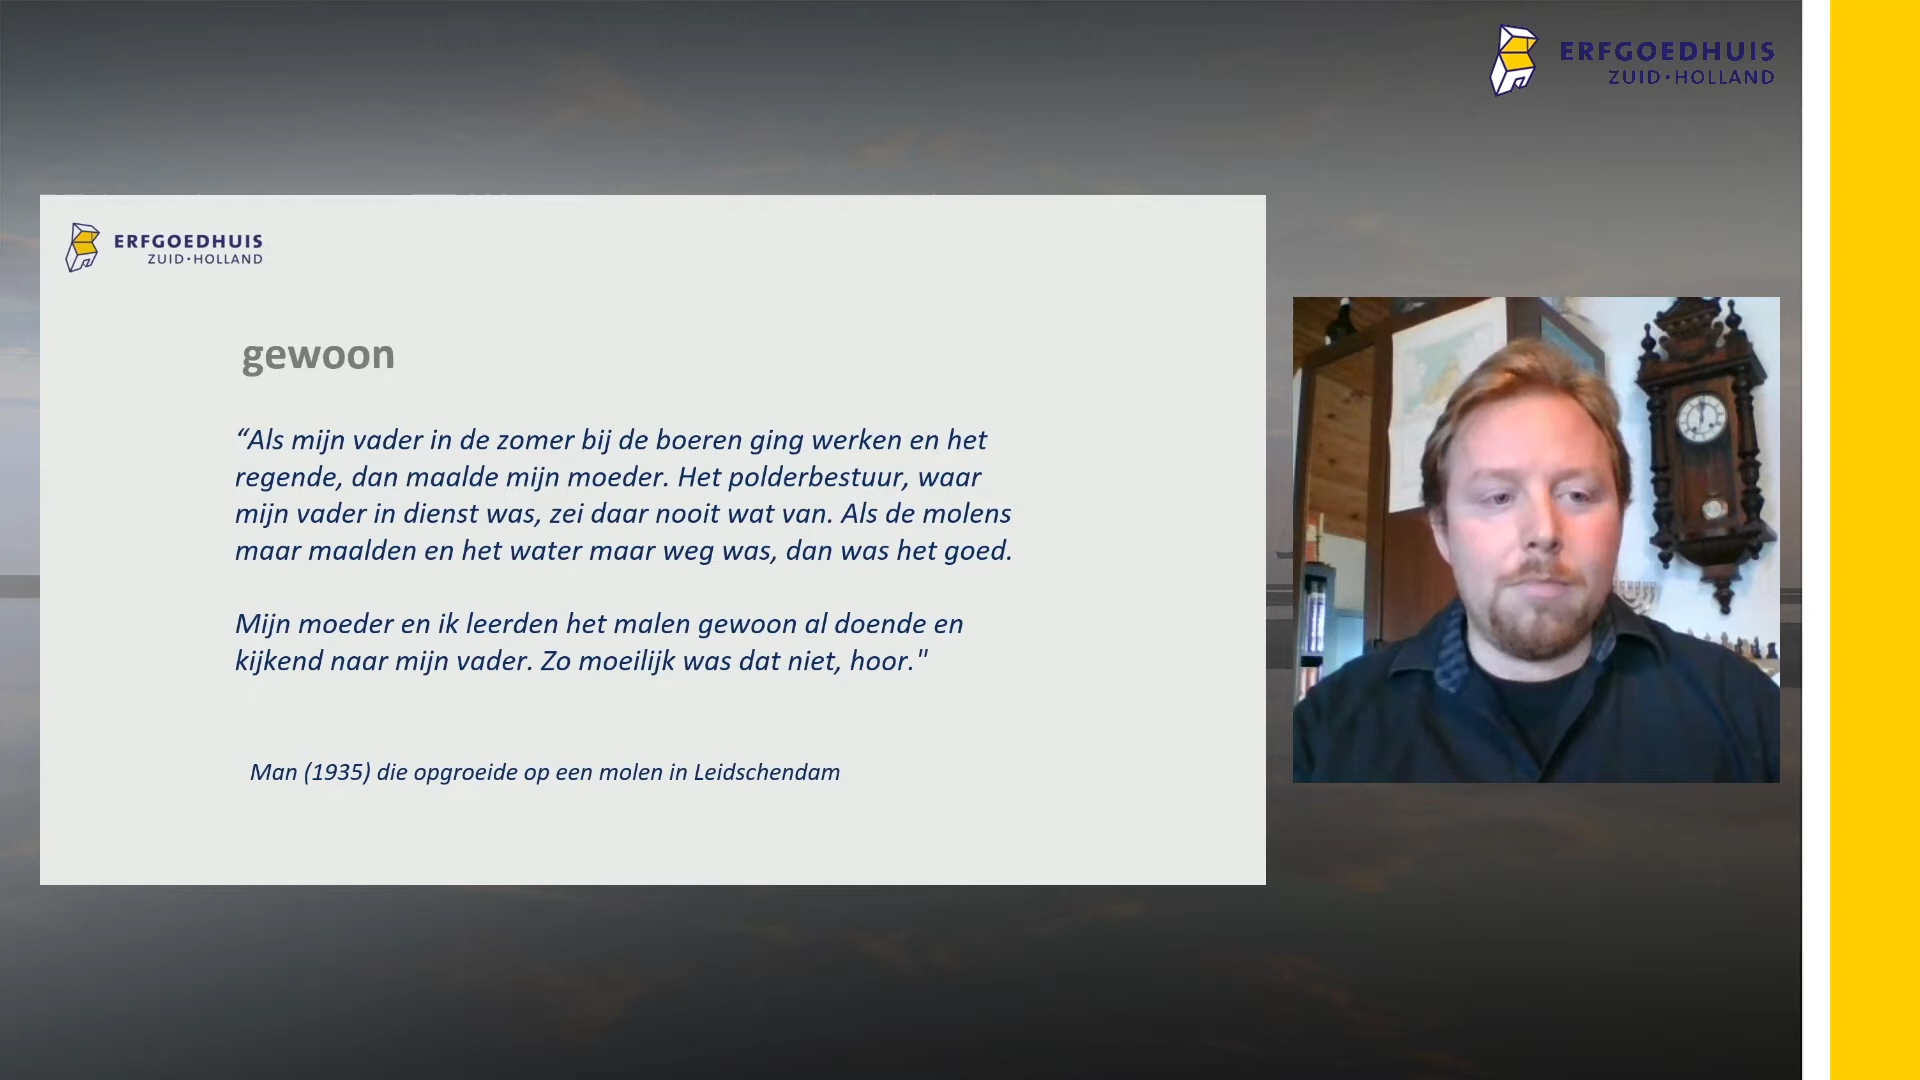 ERFGOEDHUIS
ZUID•HOLLAND
ERFGOEDHUIS
ZUID•HOLLAND
gewoon
“Als mijn vader in de zomer bij de boeren ging werken en het
regende, dan maalde mijn moeder. Het polderbestuur, waar
mijn vader in dienst was, zei daar nooit wat van. Als de molens
maar maalden en het water maar weg was, dan was het goed.
Mijn moeder en ik leerden het malen gewoon al doende en
kijkend naar mijn vader. Zo moeilijk was dat niet, hoor."
Man (1935) die opgroeide op een molen in Leidschendam